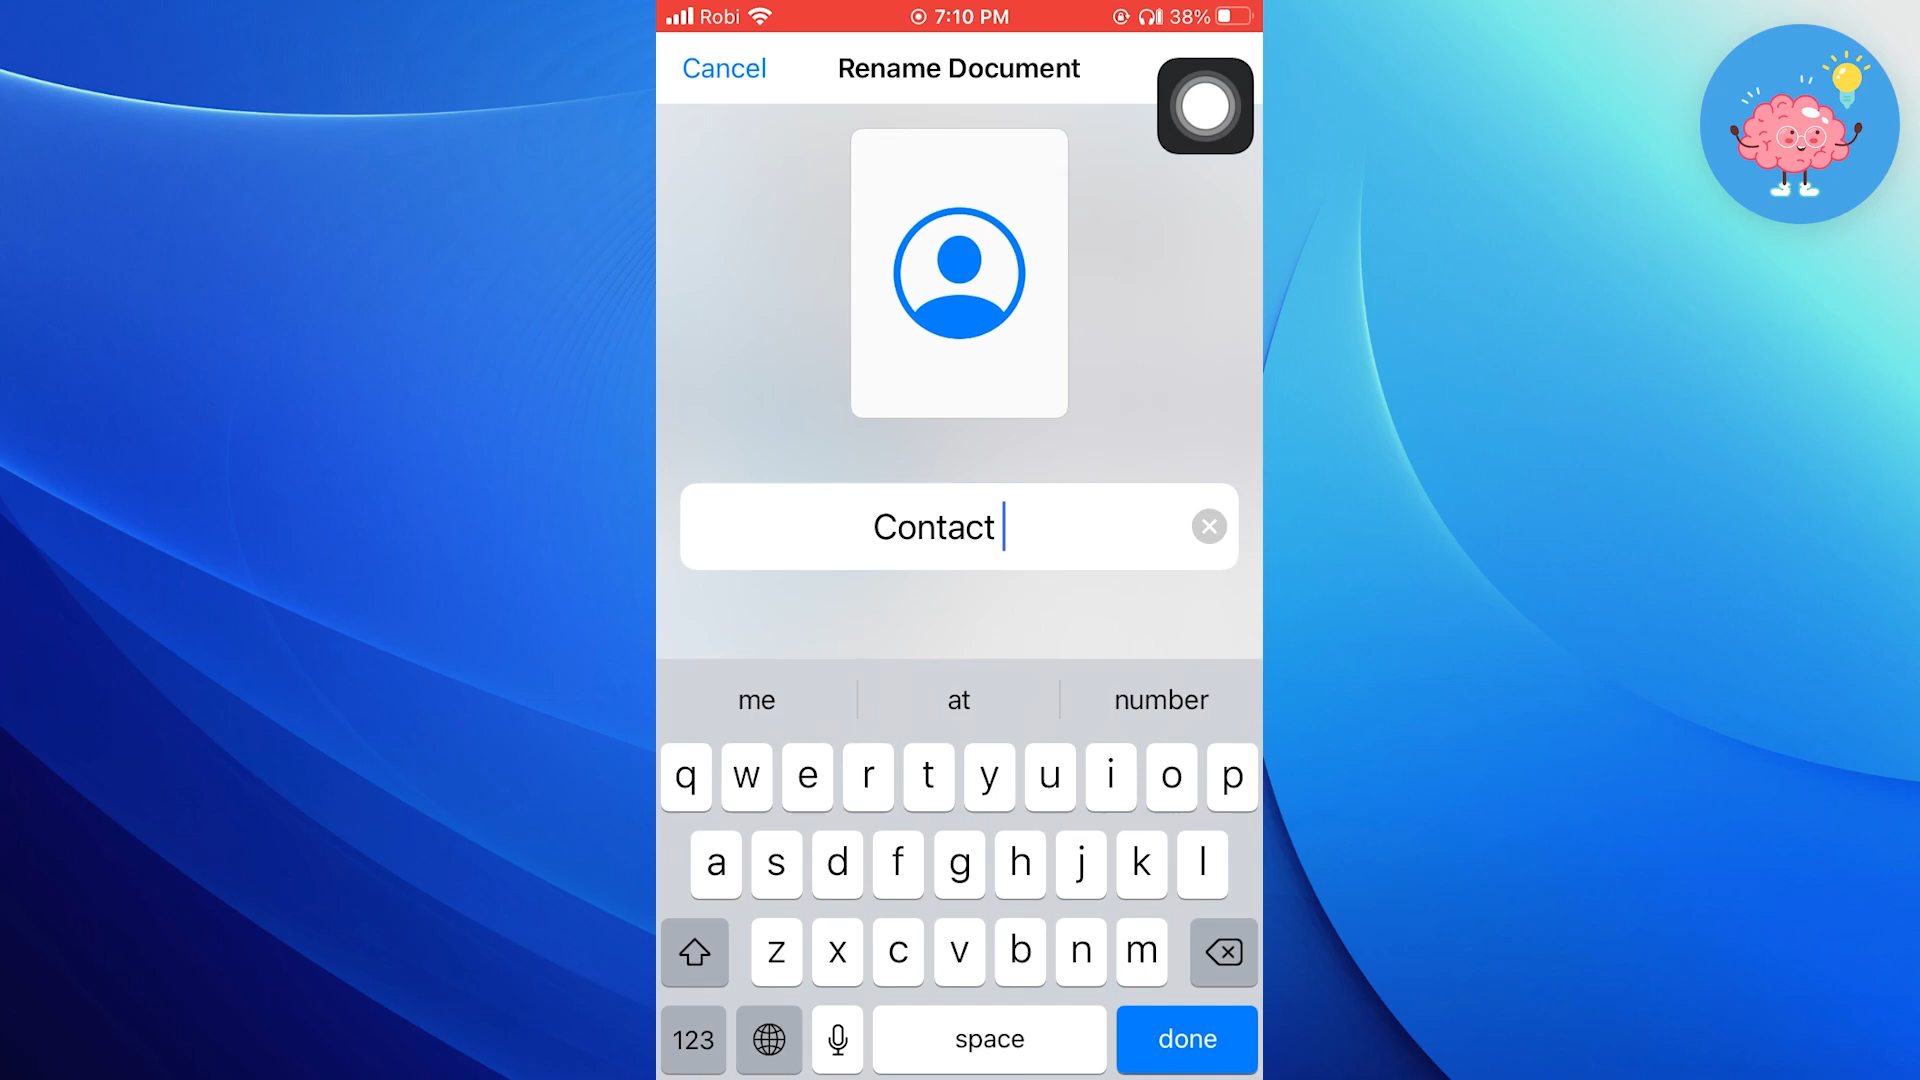 Robi 7:10 PM 38%
Cancel Rename Document
Contact
me at number
q w e r t y u i o p
a s d f g h j k l
z x c v b n m
123 space done